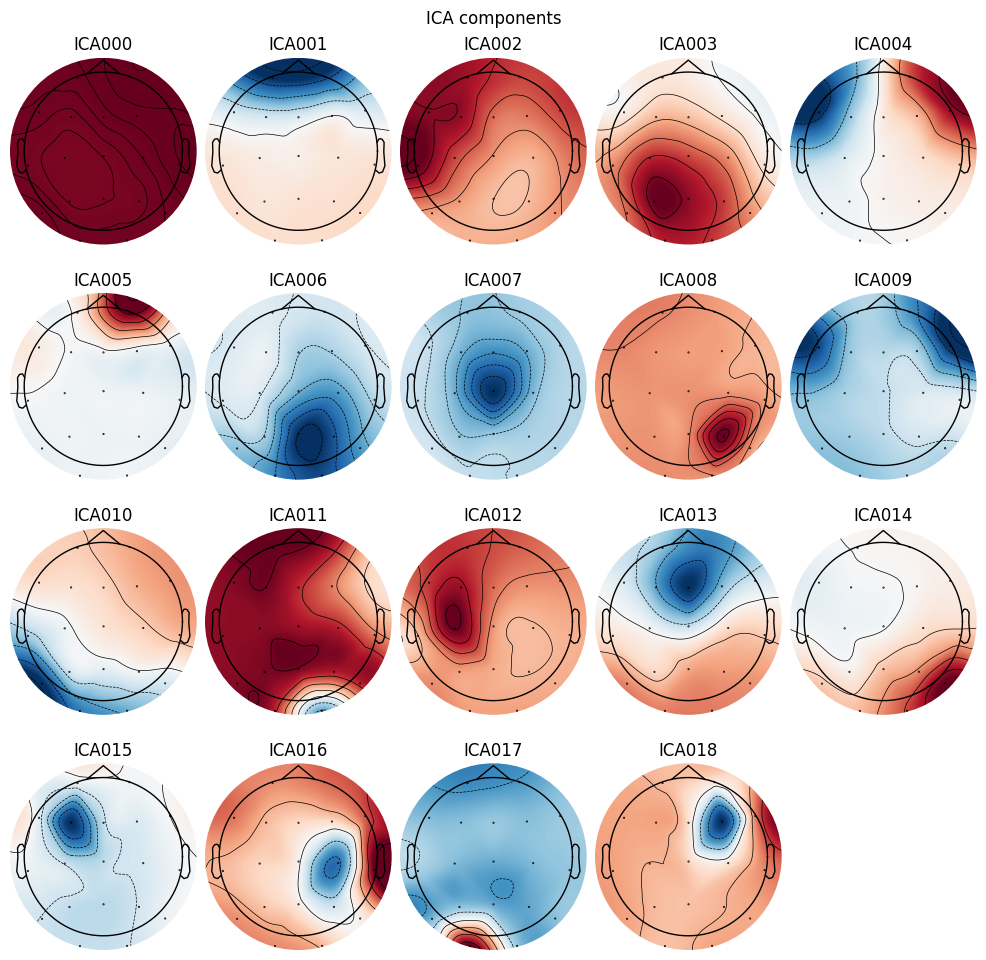 ICA components
ICA000 ICA001 ICA002 ICA003 ICA004
ICA005 ICA006 ICA007 ICA008 ICA009
ICA010 ICA011 ICA012 ICA013 ICA014
ICA015 ICA016 ICA017 ICA018